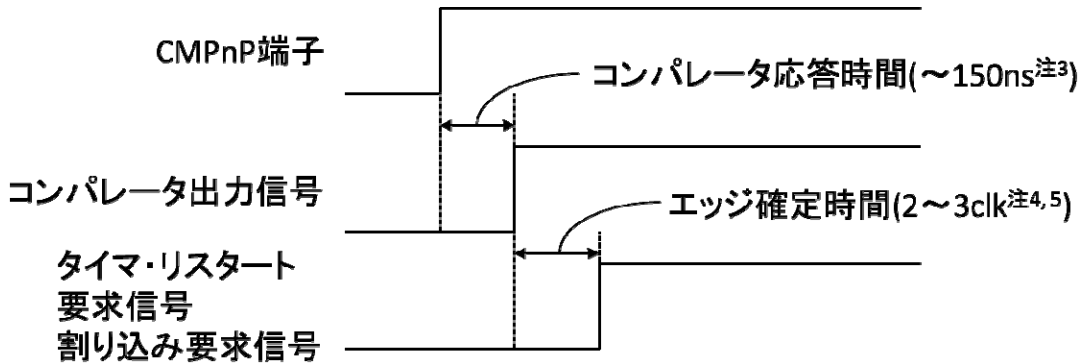 CMPnP端子
コンパレータ応答時間(～150ns注3)
コンパレータ出力信号
エッジ確定時間(2～3clk注4, 5)
タイマ・リスタート
要求信号
割り込み要求信号